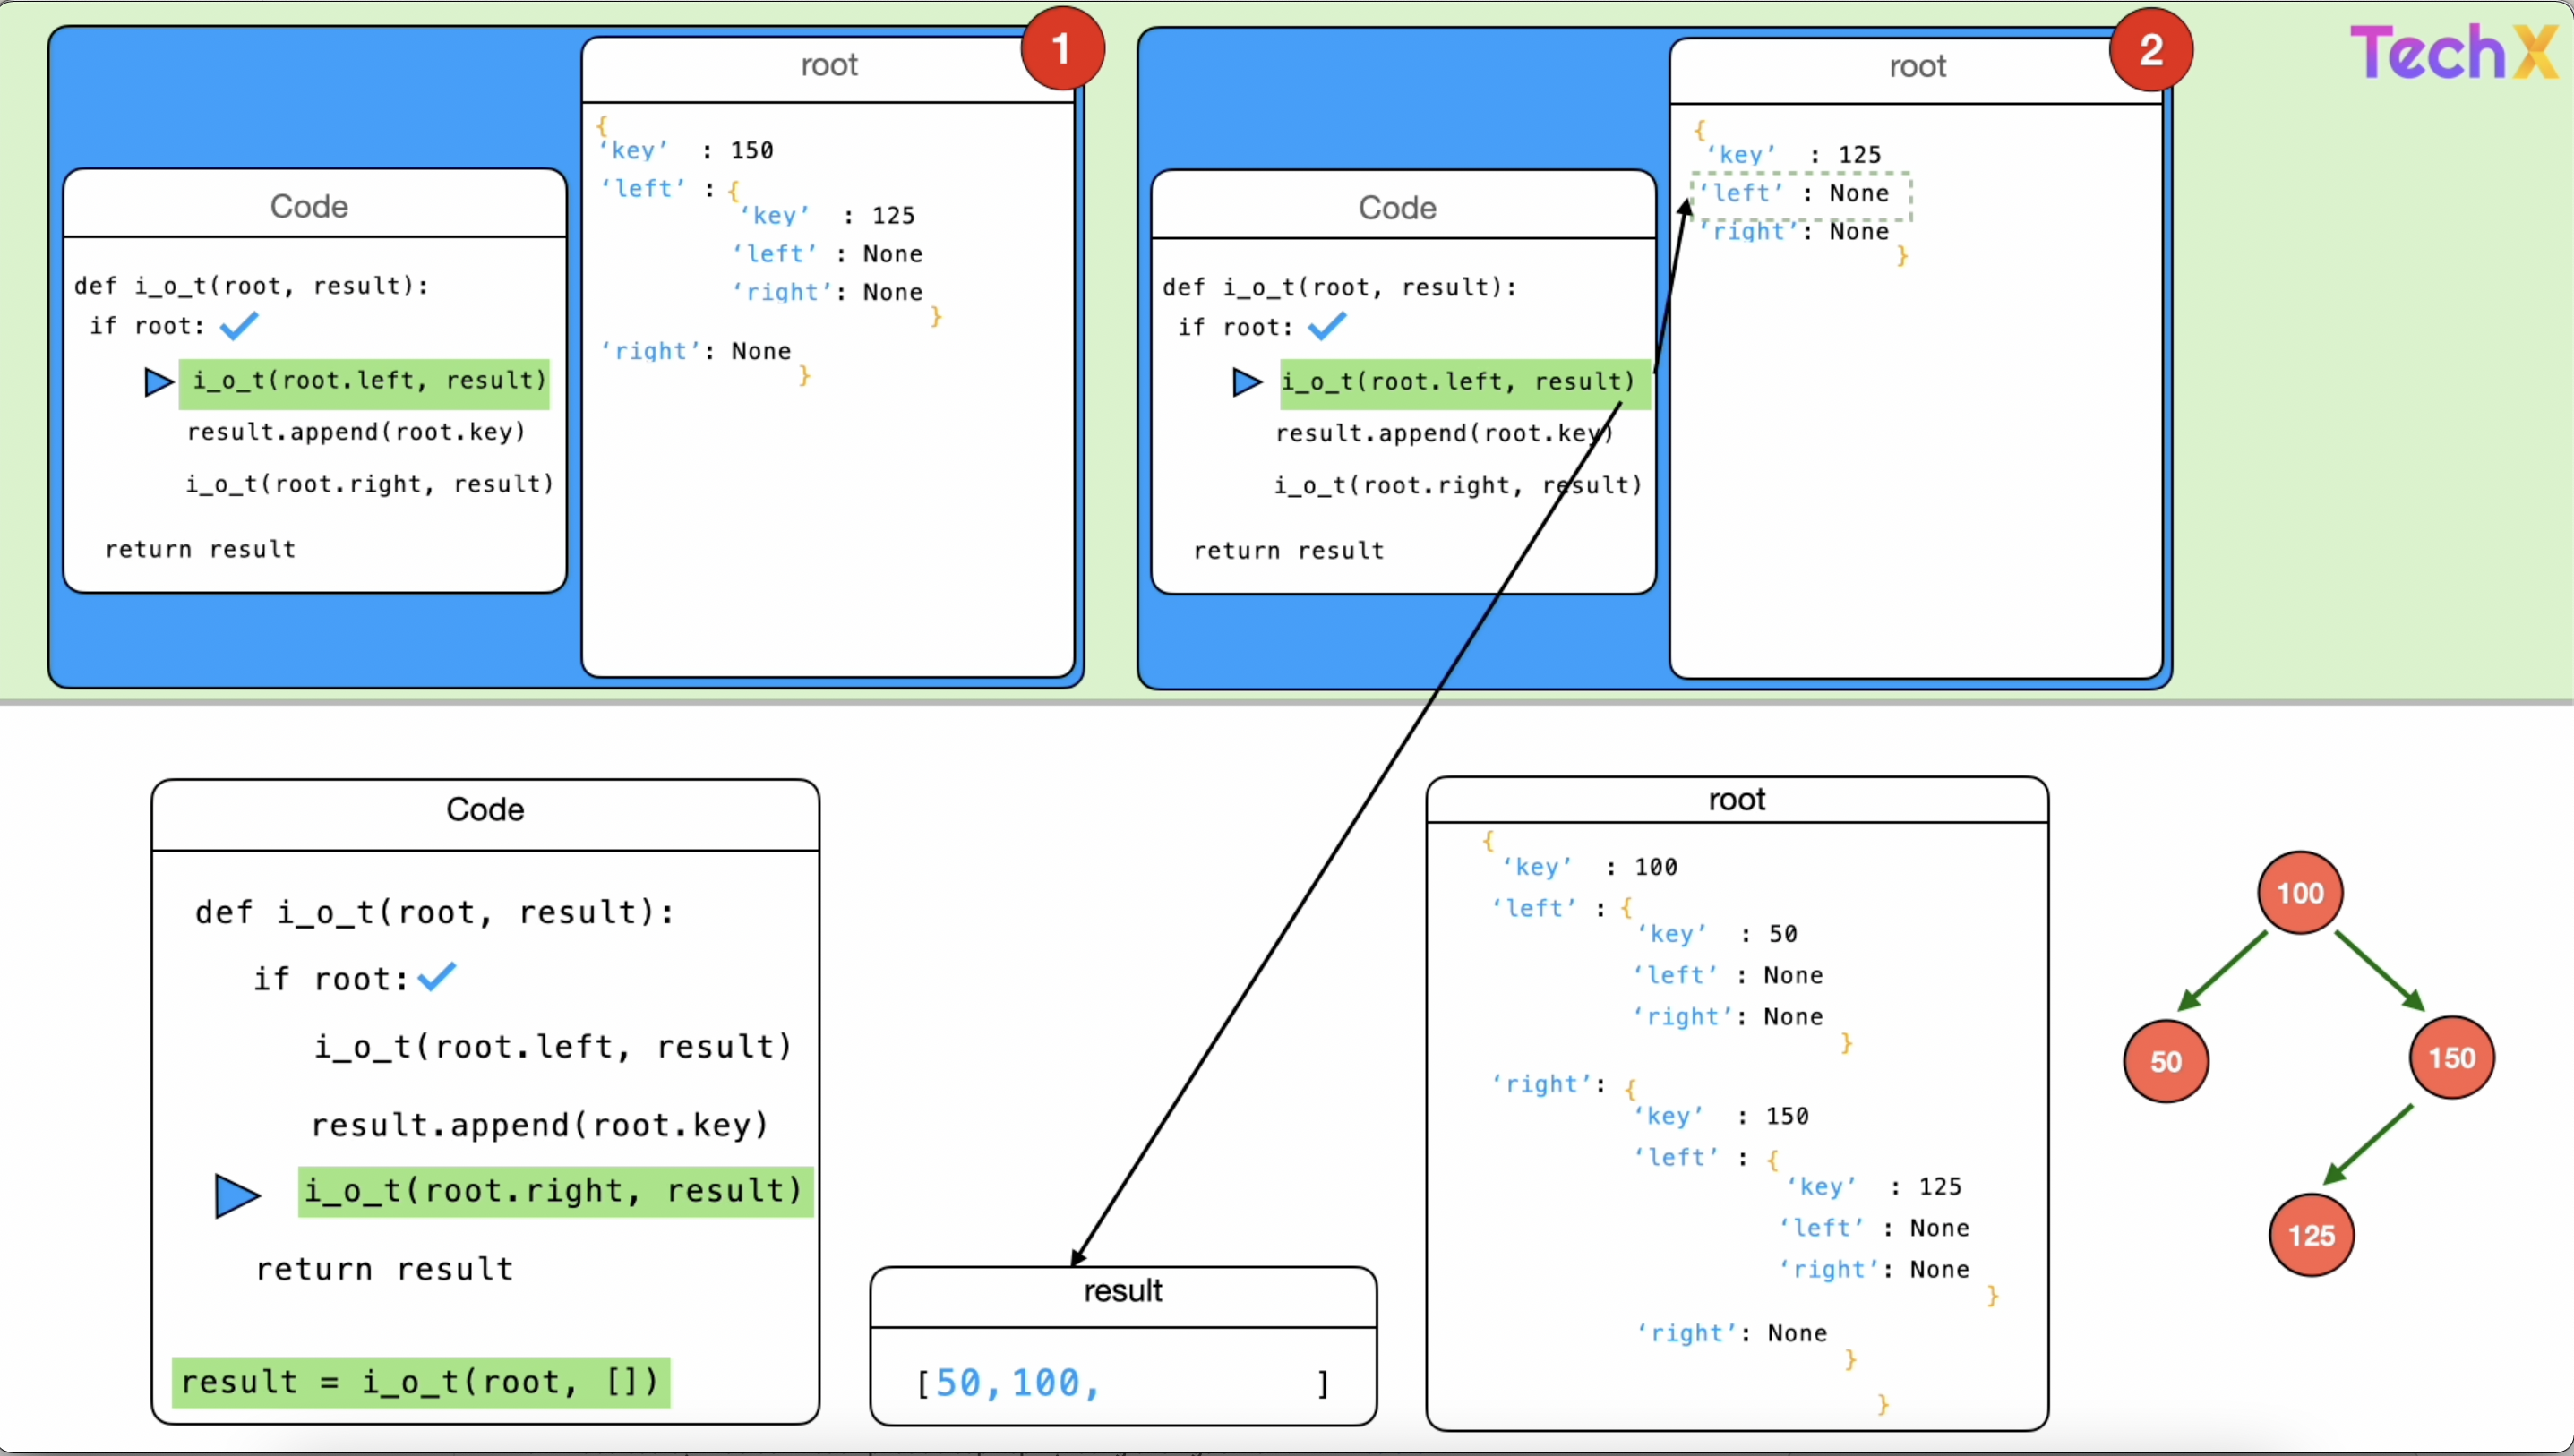 TechX
1
root
{
‘key’ : 150
‘left’ : {
‘key’ : 125
‘left’ : None
‘right’: None
}
‘right’: None
}
Code
def i_o_t(root, result):
if root:
i_o_t(root.left, result)
result.append(root.key)
i_o_t(root.right, result)
return result
2
root
{
‘key’ : 125
‘left’ : None
‘right’: None
}
Code
def i_o_t(root, result):
if root:
i_o_t(root.left, result)
result.append(root.key)
i_o_t(root.right, result)
return result
Code
def i_o_t(root, result):
if root:
i_o_t(root.left, result)
result.append(root.key)
i_o_t(root.right, result)
return result
result = i_o_t(root, [])
result
[50,100, ]
root
{
‘key’ : 100
‘left’ : {
‘key’ : 50
‘left’ : None
‘right’: None
}
‘right’: {
‘key’ : 150
‘left’ : {
‘key’ : 125
‘left’ : None
‘right’: None
}
‘right’: None
}
}
100
50
150
125